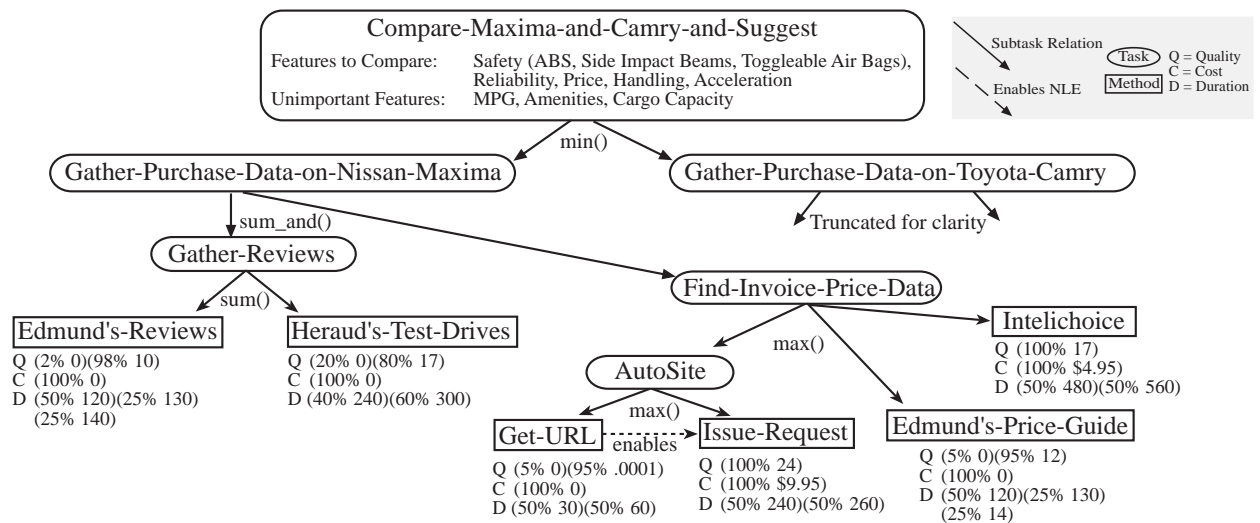 Compare-Maxima-and-Camry-and-Suggest
Features to Compare: Safety (ABS, Side Impact Beams, Toggleable Air Bags),
Reliability, Price, Handling, Acceleration
Unimportant Features: MPG, Amenities, Cargo Capacity
Subtask Relation
Enables NLE
Task
Method
Q = Quality
C = Cost
D = Duration
min()
Gather-Purchase-Data-on-Nissan-Maxima
Gather-Purchase-Data-on-Toyota-Camry
Truncated for clarity
sum_and()
Gather-Reviews
Find-Invoice-Price-Data
sum()
Edmund's-Reviews
Q (2% 0)(98% 10)
C (100% 0)
D (50% 120)(25% 130)
(25% 140)
Heraud's-Test-Drives
Q (20% 0)(80% 17)
C (100% 0)
D (40% 240)(60% 300)
max()
Intelichoice
Q (100% 17)
C (100% $4.95)
D (50% 480)(50% 560)
AutoSite
max()
Get-URL
enables
Issue-Request
Q (5% 0)(95% .0001)
C (100% 0)
D (50% 30)(50% 60)
Q (100% 24)
C (100% $9.95)
D (50% 240)(50% 260)
Edmund's-Price-Guide
Q (5% 0)(95% 12)
C (100% 0)
D (50% 120)(25% 130)
(25% 14)